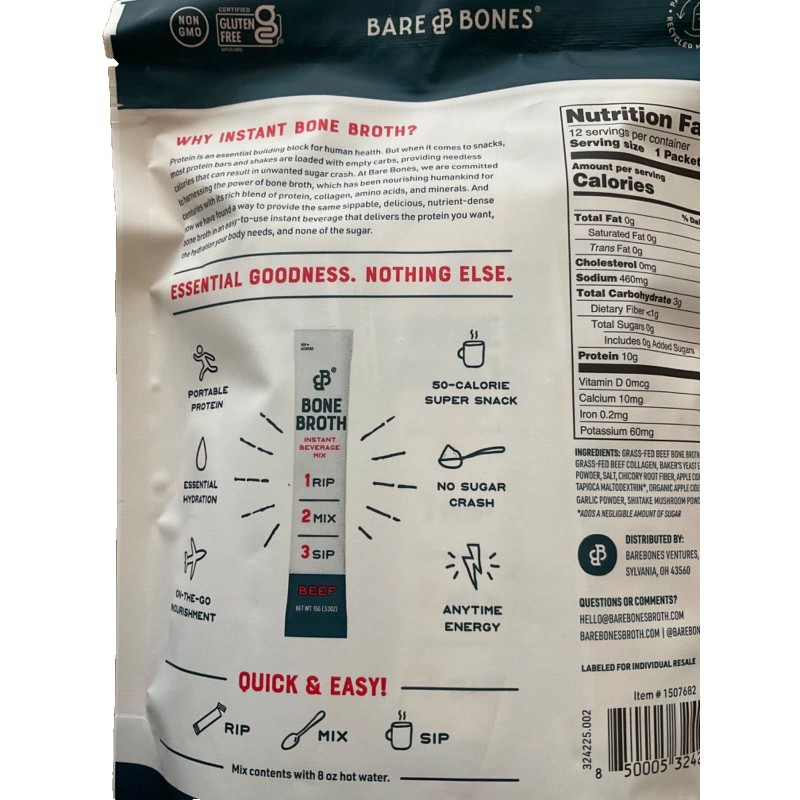 NON
GMO
CERTIFIED
GLUTEN
FREE
BARE BONES®
RECYCLED
WHY INSTANT BONE BROTH?
Protein is an essential building block for human health. But when it comes to snacks,
most protein bars and shakes are loaded with empty carbs, providing needless
calories that can result in unwanted sugar crash. At Bare Bones, we are committed
to harnessing the power of bone broth, which has been nourishing humankind for
centuries with its rich blend of protein, collagen, amino acids, and minerals. And
now we have found a way to provide the same sippable, delicious, nutrient-dense
bone broth in an easy-to-use instant beverage that delivers the protein you want,
the hydration your body needs, and none of the sugar.
ESSENTIAL GOODNESS. NOTHING ELSE.
PORTABLE
PROTEIN
ESSENTIAL
HYDRATION
ON-THE-GO
NOURISHMENT
BB®
BONE
BROTH
INSTANT
BEVERAGE
MIX
1 RIP
2 MIX
3 SIP
BEEF
NET WT. 15G (.53OZ)
50-CALORIE
SUPER SNACK
NO SUGAR
CRASH
ANYTIME
ENERGY
QUICK & EASY!
RIP
MIX
SIP
Mix contents with 8 oz hot water.
Nutrition Fa
12 servings per container
Serving size 1 Packet
Amount per serving
Calories
% Dai
Total Fat 0g
Saturated Fat 0g
Trans Fat 0g
Cholesterol 0mg
Sodium 460mg
Total Carbohydrate 3g
Dietary Fiber <1g
Total Sugars 0g
Includes 0g Added Sugars
Protein 10g
Vitamin D 0mcg
Calcium 10mg
Iron 0.2mg
Potassium 60mg
INGREDIENTS: GRASS-FED BEEF BONE BROTH
GRASS-FED BEEF COLLAGEN, BAKER'S YEAST E
POWDER, SALT, CHICORY ROOT FIBER, APPLE CID
TAPIOCA MALTODEXTRIN*, ORGANIC APPLE CIDE
GARLIC POWDER, SHIITAKE MUSHROOM POWD
*ADDS A NEGLIGIBLE AMOUNT OF SUGAR
BB
DISTRIBUTED BY:
BAREBONES VENTURES,
SYLVANIA, OH 43560
QUESTIONS OR COMMENTS?
HELLO@BAREBONESBROTH.COM
BAREBONESBROTH.COM | @BAREBON
LABELED FOR INDIVIDUAL RESALE
Item # 1507682
324225.002
8 50005 324